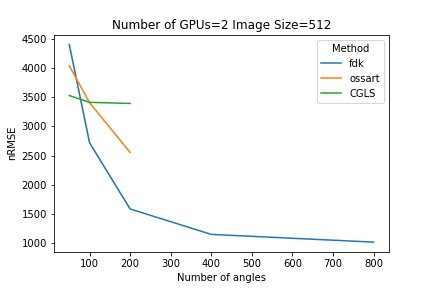 Number of GPUs=2 Image Size=512
Method
fdk
ossart
CGLS
nRMSE
4500
4000
3500
3000
2500
2000
1500
1000
100 200 300 400 500 600 700 800
Number of angles